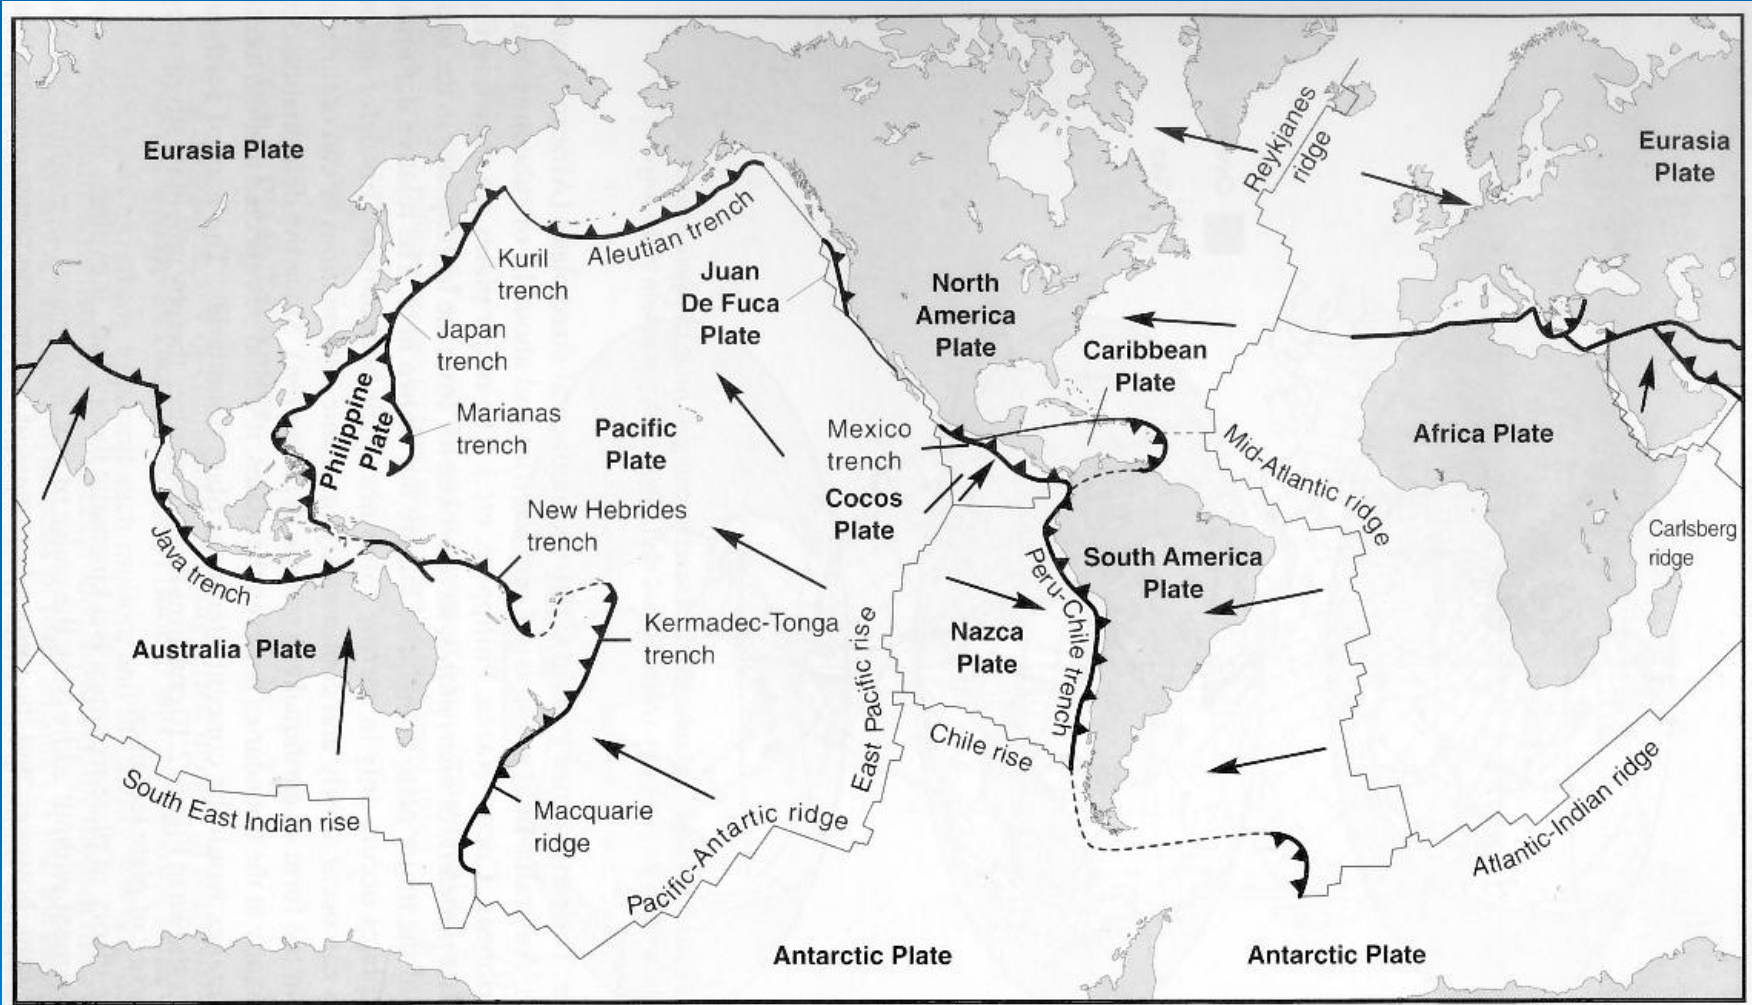 Eurasia Plate
Reykjanes
ridge
Eurasia
Plate
Kuril
trench
Aleutian trench
Juan
De Fuca
Plate
North
America
Plate
Japan
trench
Caribbean
Plate
Philippine
Plate
Marianas
trench
Pacific
Plate
Mexico
trench
Mid-Atlantic ridge
Africa Plate
Cocos
Plate
New Hebrides
trench
Java trench
Carlsberg
ridge
South America
Plate
Peru-Chile trench
Australia Plate
Kermadec-Tonga
trench
Nazca
Plate
East Pacific rise
Chile rise
South East Indian rise
Macquarie
ridge
Pacific-Antartic ridge
Atlantic-Indian ridge
Antarctic Plate
Antarctic Plate